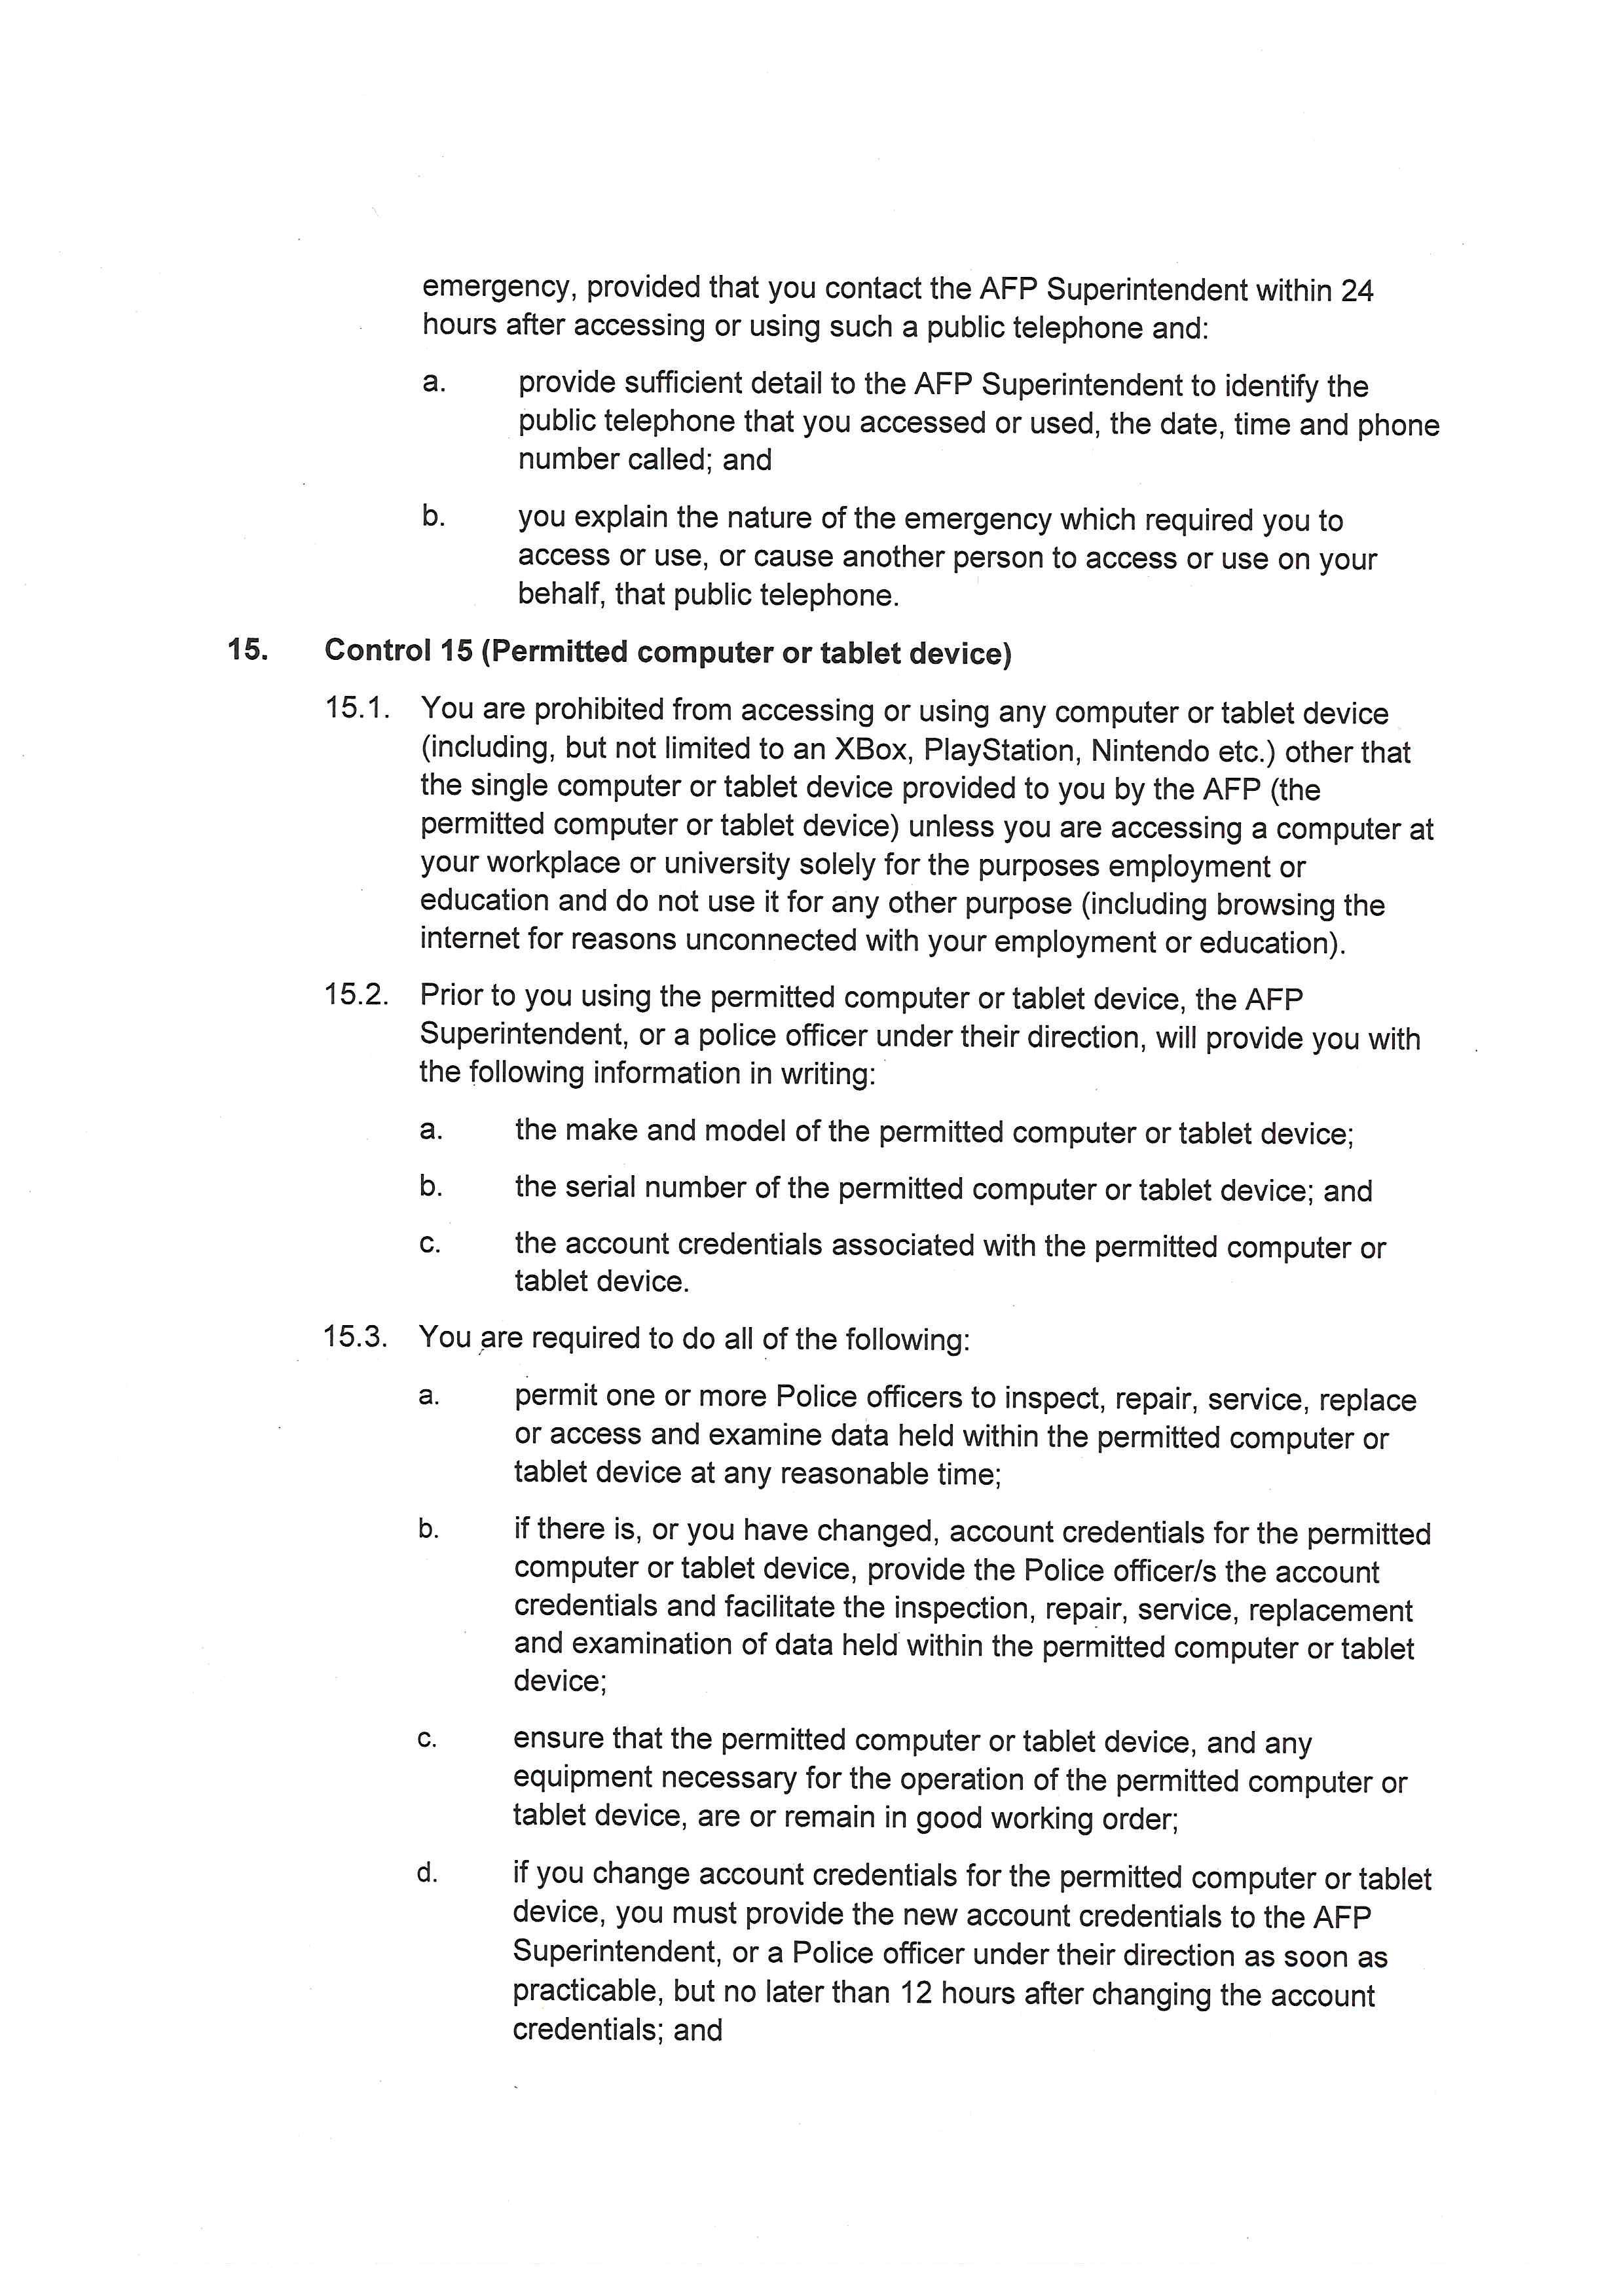 emergency, provided that you contact the AFP Superintendent within 24
hours after accessing or using such a public telephone and:
a. provide sufficient detail to the AFP Superintendent to identify the
public telephone that you accessed or used, the date, time and phone
number called; and
b. you explain the nature of the emergency which required you to
access or use, or cause another person to access or use on your
behalf, that public telephone.
15. Control 15 (Permitted computer or tablet device)
15.1. You are prohibited from accessing or using any computer or tablet device
(including, but not limited to an XBox, PlayStation, Nintendo etc.) other that
the single computer or tablet device provided to you by the AFP (the
permitted computer or tablet device) unless you are accessing a computer at
your workplace or university solely for the purposes employment or
education and do not use it for any other purpose (including browsing the
internet for reasons unconnected with your employment or education).
15.2. Prior to you using the permitted computer or tablet device, the AFP
Superintendent, or a police officer under their direction, will provide you with
the following information in writing:
a. the make and model of the permitted computer or tablet device;
b. the serial number of the permitted computer or tablet device; and
c. the account credentials associated with the permitted computer or
tablet device.
15.3. You are required to do all of the following:
a. permit one or more Police officers to inspect, repair, service, replace
or access and examine data held within the permitted computer or
tablet device at any reasonable time;
b. if there is, or you have changed, account credentials for the permitted
computer or tablet device, provide the Police officer/s the account
credentials and facilitate the inspection, repair, service, replacement
and examination of data held within the permitted computer or tablet
device;
c. ensure that the permitted computer or tablet device, and any
equipment necessary for the operation of the permitted computer or
tablet device, are or remain in good working order;
d. if you change account credentials for the permitted computer or tablet
device, you must provide the new account credentials to the AFP
Superintendent, or a Police officer under their direction as soon as
practicable, but no later than 12 hours after changing the account
credentials; and